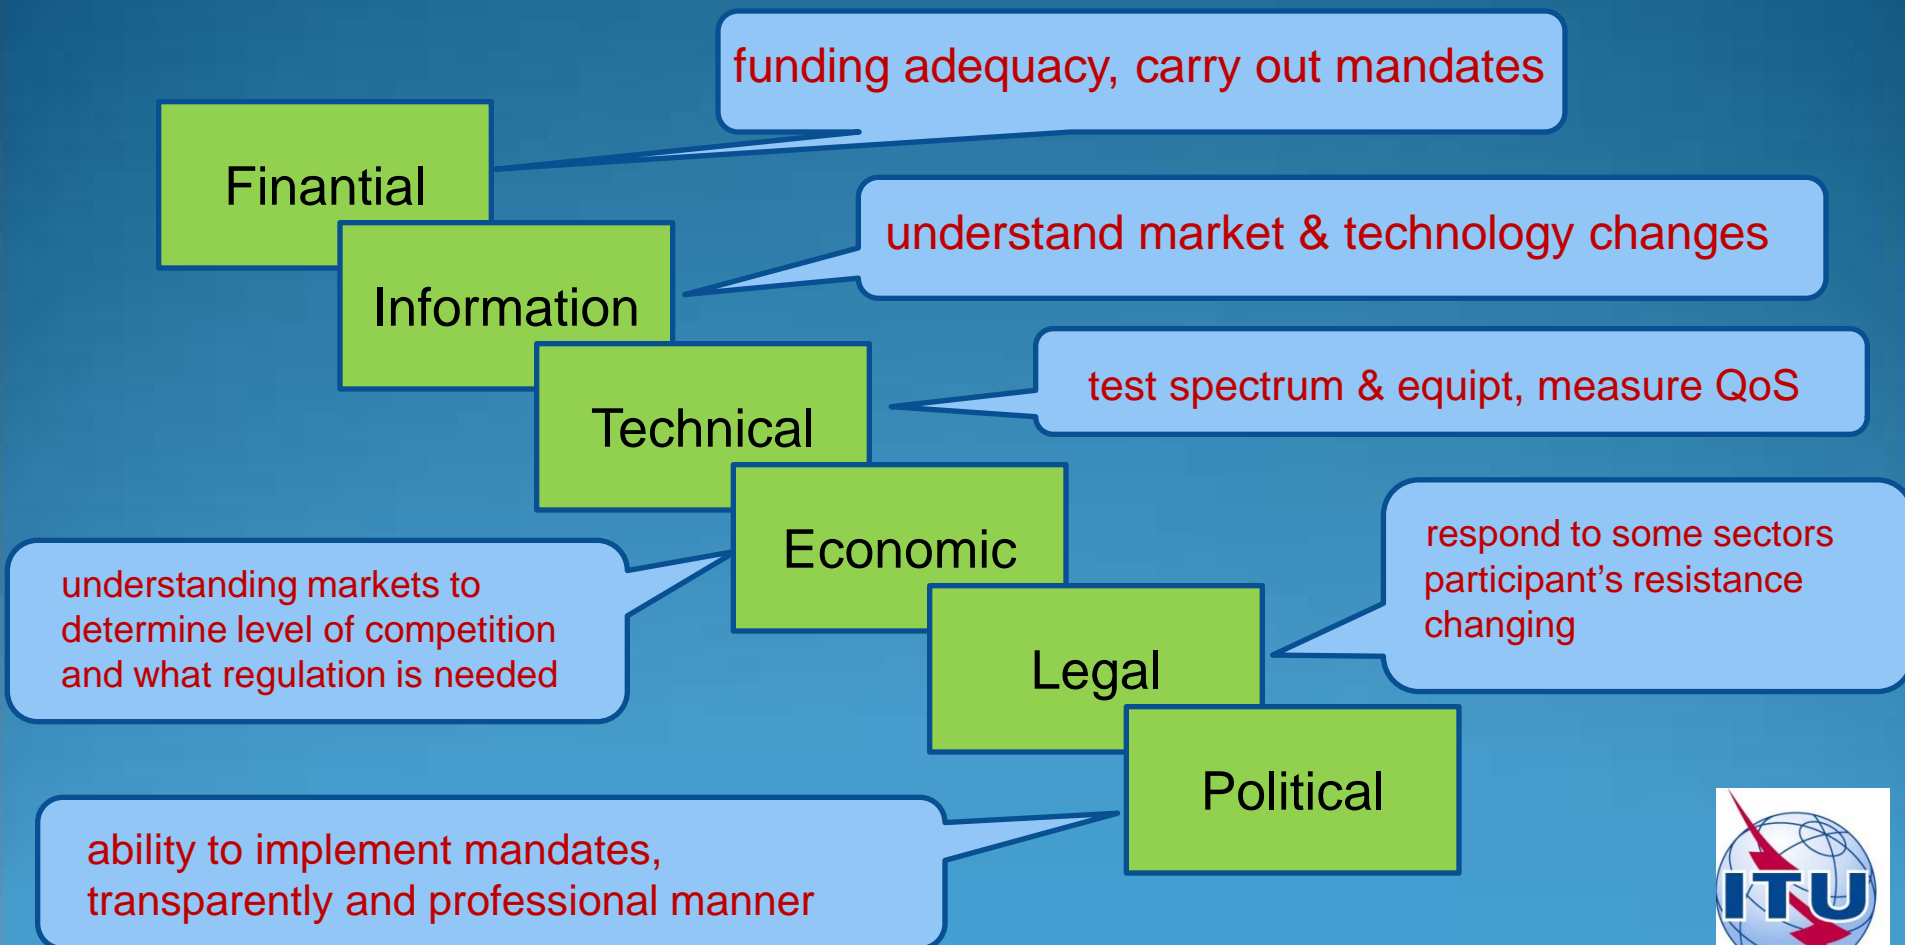 funding adequacy, carry out mandates
Finantial
understand market & technology changes
Information
test spectrum & equipt, measure QoS
Technical
Economic
respond to some sectors
participant’s resistance
changing
understanding markets to
determine level of competition
and what regulation is needed
Legal
Political
ability to implement mandates,
transparently and professional manner
ITU